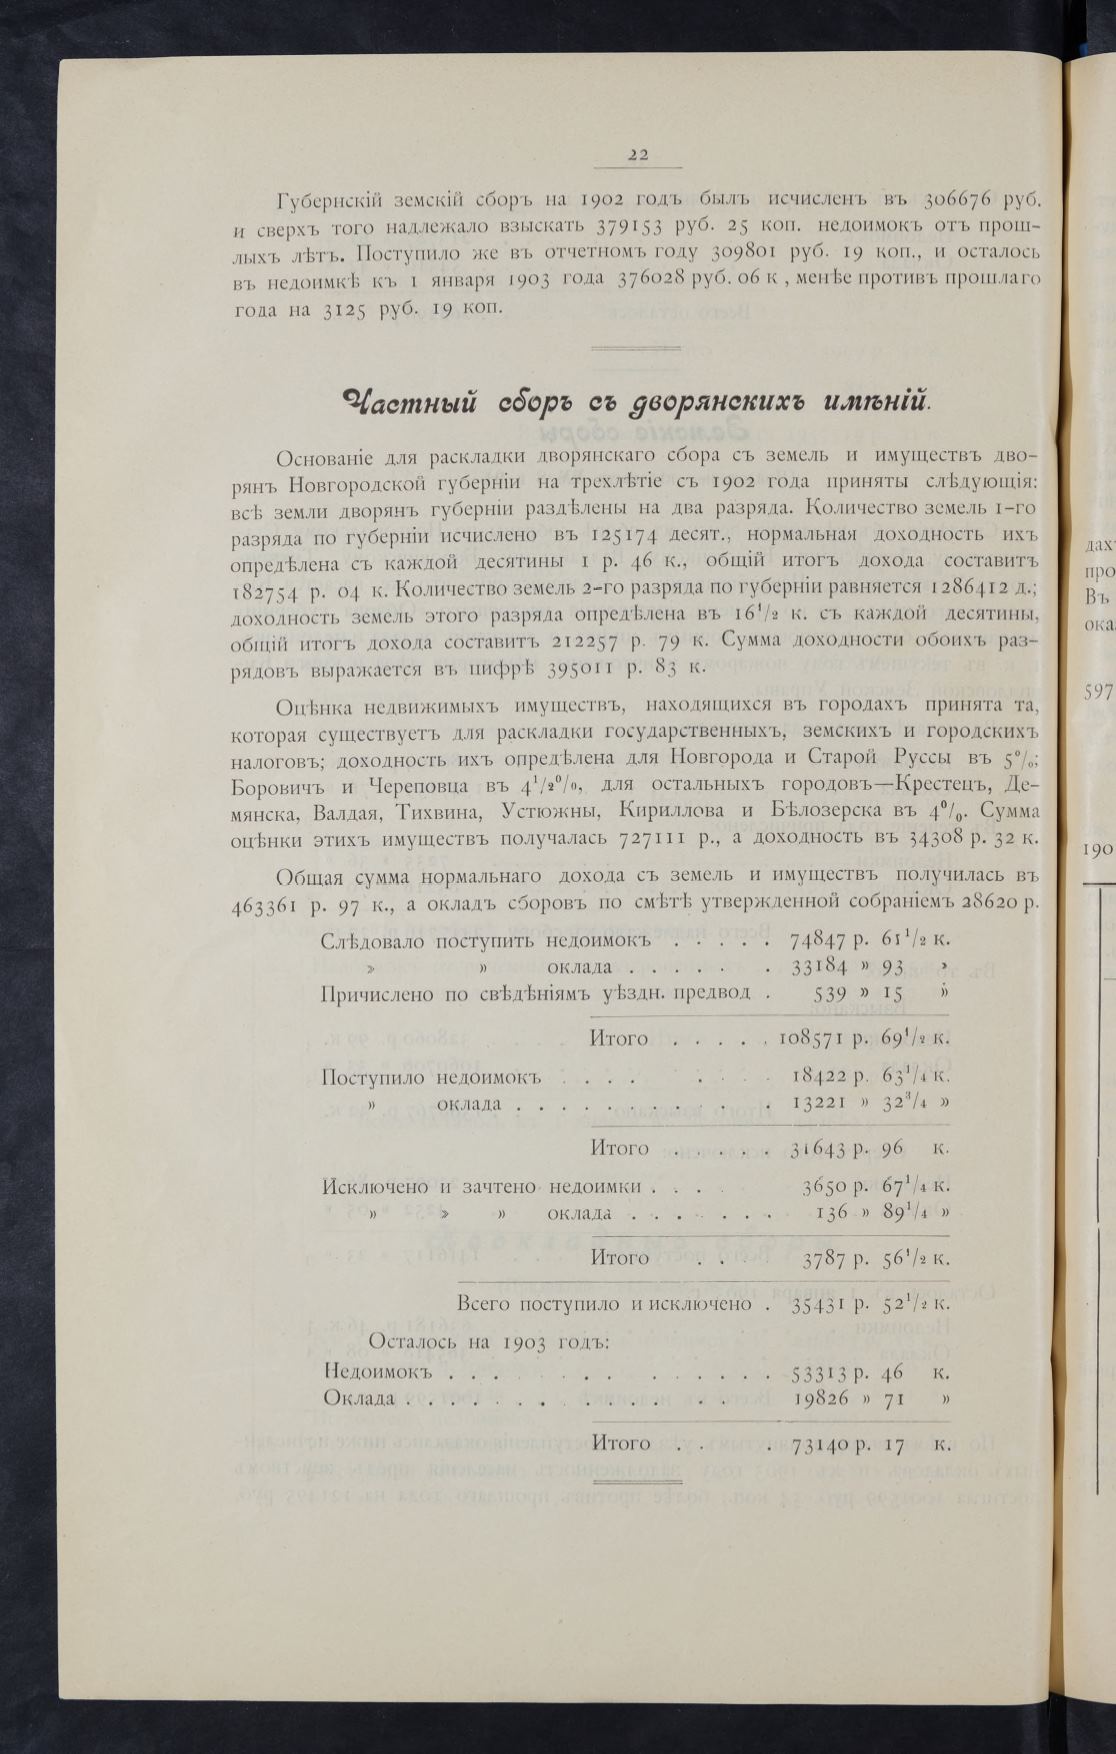 22
Губернскій земскій сборъ на 1902 годъ былъ исчисленъ въ 306676 руб.
и сверхъ того надлежало взыскать 379153 руб. 25 коп. недоимокъ отъ прош-
лыхъ лѣтъ. Поступило же въ отчетномъ году 309801 руб. 19 коп., и осталось
въ недоимкѣ къ 1 января 1903 года 376028 руб. 06 к , менѣе противъ прошлаго
года на 3125 руб. 19 коп.
Частный сборъ съ дворянскихъ имѣній.
Основаніе для раскладки дворянскаго сбора съ земель и имуществъ дво-
рянъ Новгородской губерніи на трехлѣтіе съ 1902 года приняты слѣдующія:
всѣ земли дворянъ губерніи раздѣлены на два разряда. Количество земель 1-го
разряда по губерніи исчислено въ 125174 десят., нормальная доходность ихъ
опредѣлена съ каждой десятины 1 р. 46 к., общій итогъ дохода составитъ
182754 р. 04 к. Количество земель 2-го разряда по губерніи равняется 1286412 д.;
доходность земель этого разряда опредѣлена въ 16¹/₂ к. съ каждой десятины,
общій итогъ дохода составитъ 212257 р. 79 к. Сумма доходности обоихъ раз-
рядовъ выражается въ цифрѣ 395011 р. 83 к.
Оцѣнка недвижимыхъ имуществъ, находящихся въ городахъ принята та,
которая существуетъ для раскладки государственныхъ, земскихъ и городскихъ
налоговъ; доходность ихъ опредѣлена для Новгорода и Старой Руссы въ 5%;
Боровичъ и Череповца въ 4¹/₂%, для остальныхъ городовъ—Крестецъ, Де-
мянска, Валдая, Тихвина, Устюжны, Кириллова и Бѣлозерска въ 4%. Сумма
оцѣнки этихъ имуществъ получалась 727111 р., а доходность въ 34308 р. 32 к.
Общая сумма нормальнаго дохода съ земель и имуществъ получилась въ
463361 р. 97 к., а окладъ сборовъ по смѣтѣ утвержденной собраніемъ 28620 р.
Слѣдовало поступить недоимокъ . . . . . 74847 р. 61¹/₂ к.
» » оклада . . . . . . 33184 » 93 »
Причислено по свѣдѣніямъ уѣздн. предвод . 539 » 15 »
Итого . . . . . 108571 р. 69¹/₂ к.
Поступило недоимокъ . . . . . . . . 18422 р. 63¹/₄ к.
» оклада . . . . . . . . . . . 13221 » 32³/₄ »
Итого . . . . . 31643 р. 96 к.
Исключено и зачтено недоимки . . . . 3650 р. 67¹/₄ к.
» » » оклада . . . . . . . 136 » 89¹/₄ »
Итого . . . . 3787 р. 56¹/₂ к.
Всего поступило и исключено . 35431 р. 52¹/₂ к.
Осталось на 1903 годъ:
Недоимокъ . . . . . . . . . . . . 53313 р. 46 к.
Оклада . . . . . . . . . . . . 19826 » 71 »
Итого . . . 73140 р. 17 к.
дах
про
Въ
ока
597
190